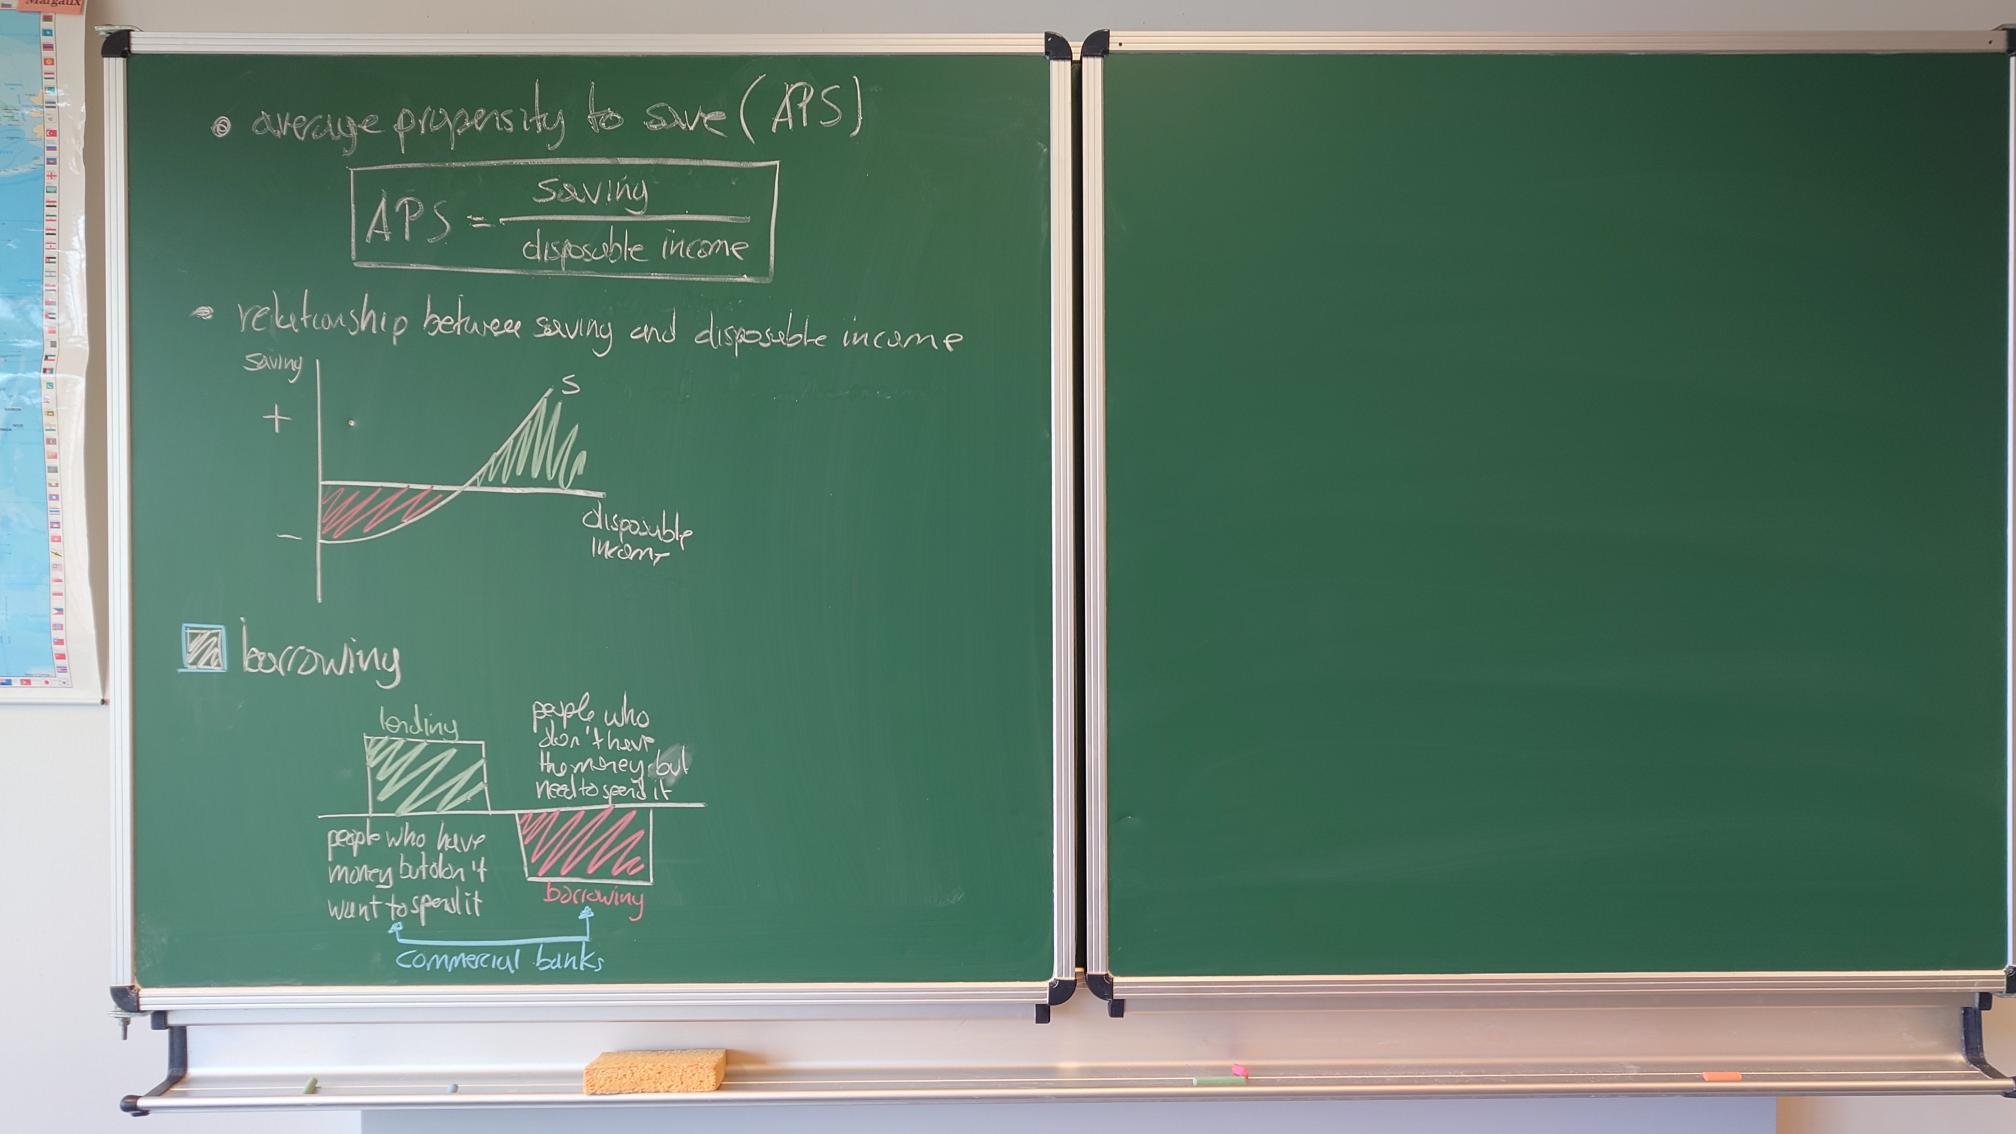 Margaux
average propensity to save (APS)
APS = saving / disposable income
relationship between saving and disposable income
saving
+
S
disposable
income
−
borrowing
lending
people who
don't have
the money but
need to spend it
people who have
money but don't
want to spend it
borrowing
commercial banks